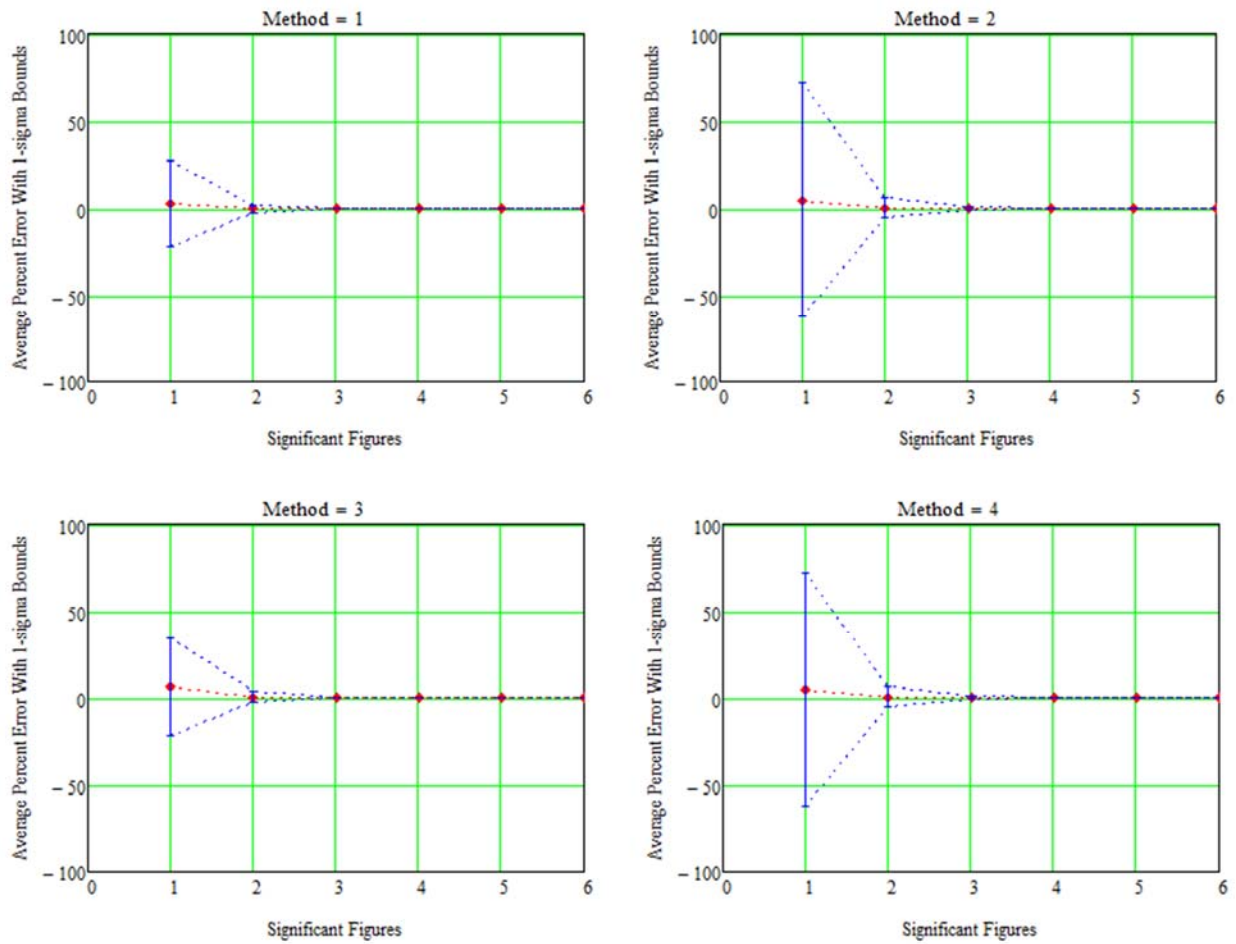 Method = 1
Average Percent Error With 1-sigma Bounds
100
50
0
− 50
− 100
0 1 2 3 4 5 6
Significant Figures
Method = 2
Average Percent Error With 1-sigma Bounds
100
50
0
− 50
− 100
0 1 2 3 4 5 6
Significant Figures
Method = 3
Average Percent Error With 1-sigma Bounds
100
50
0
− 50
− 100
0 1 2 3 4 5 6
Significant Figures
Method = 4
Average Percent Error With 1-sigma Bounds
100
50
0
− 50
− 100
0 1 2 3 4 5 6
Significant Figures